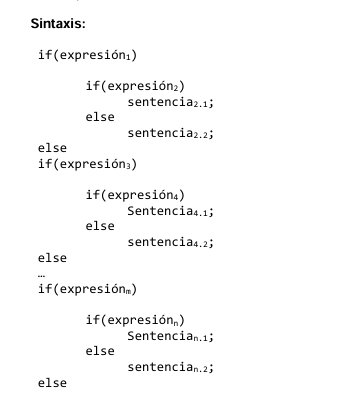 Sintaxis:
if(expresión₁)
if(expresión₂)
sentencia₂.₁;
else
sentencia₂.₂;
else
if(expresión₃)
if(expresión₄)
Sentencia₄.₁;
else
sentencia₄.₂;
else
…
if(expresiónₘ)
if(expresiónₙ)
Sentenciaₙ.₁;
else
sentenciaₙ.₂;
else